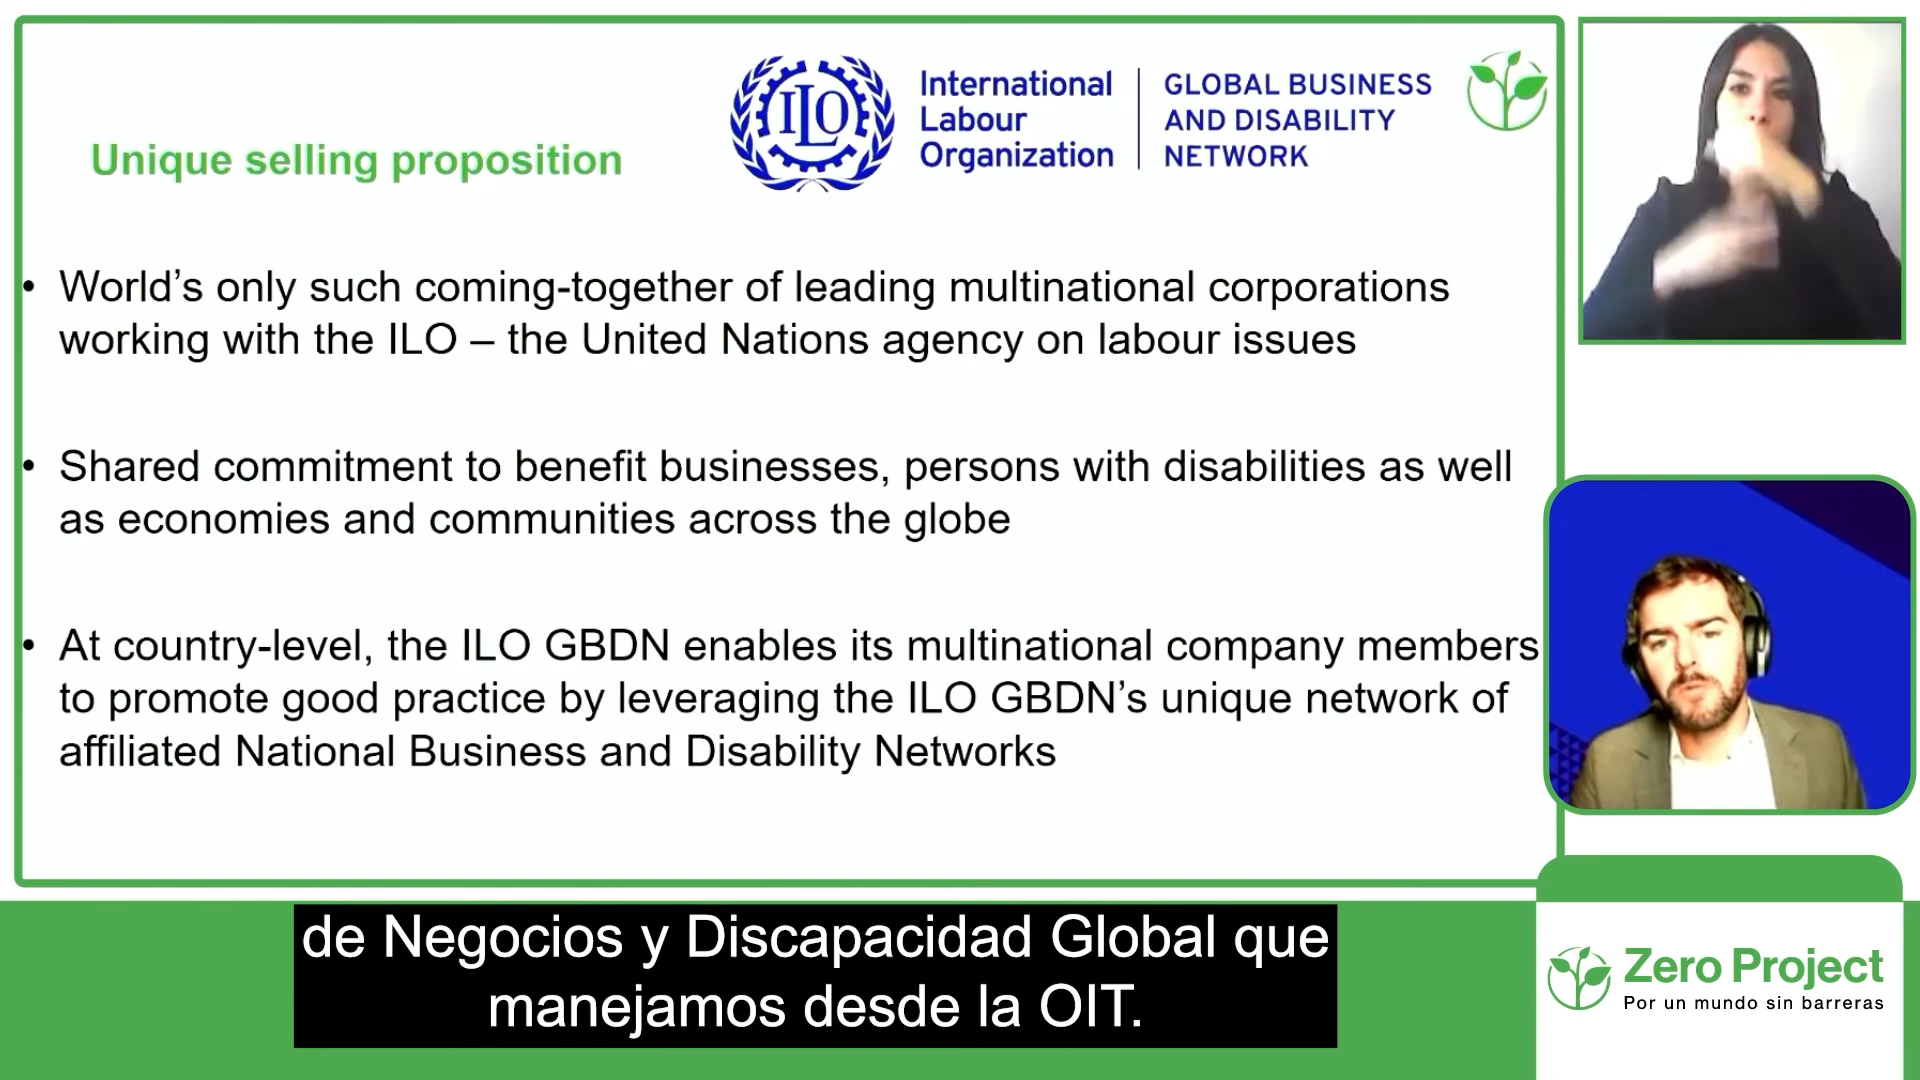 Unique selling proposition
ILO
International
Labour
Organization
GLOBAL BUSINESS
AND DISABILITY
NETWORK
• World’s only such coming-together of leading multinational corporations
working with the ILO – the United Nations agency on labour issues
• Shared commitment to benefit businesses, persons with disabilities as well
as economies and communities across the globe
• At country-level, the ILO GBDN enables its multinational company members
to promote good practice by leveraging the ILO GBDN’s unique network of
affiliated National Business and Disability Networks
de Negocios y Discapacidad Global que
manejamos desde la OIT.
Zero Project
Por un mundo sin barreras